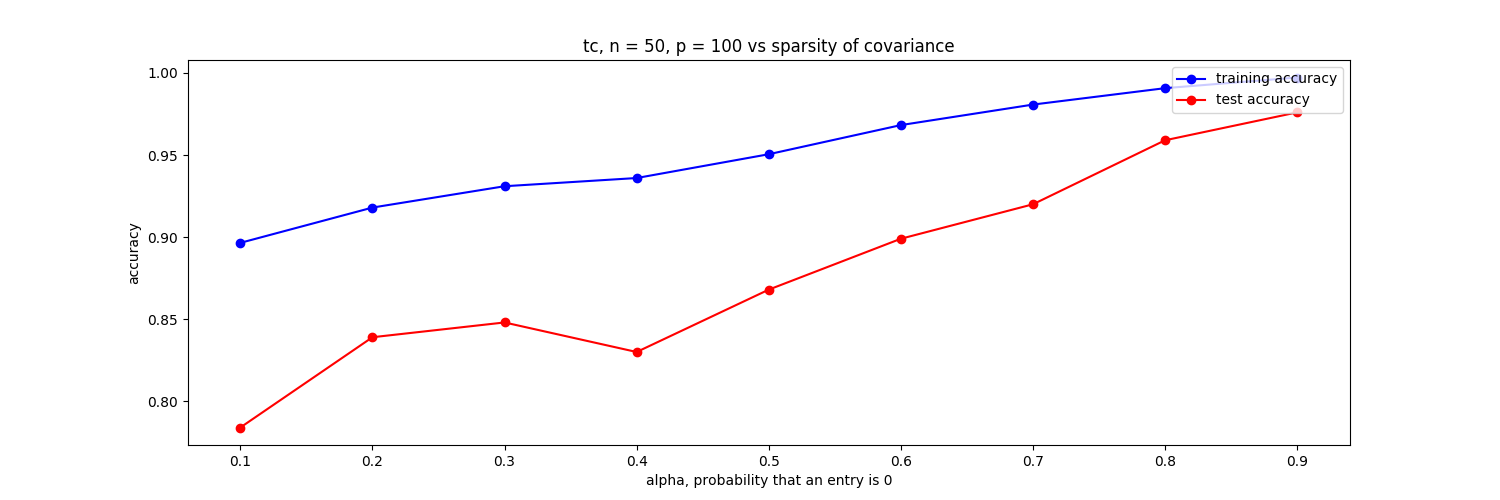 tc, n = 50, p = 100 vs sparsity of covariance
training accuracy
test accuracy
accuracy
1.00
0.95
0.90
0.85
0.80
0.1 0.2 0.3 0.4 0.5 0.6 0.7 0.8 0.9
alpha, probability that an entry is 0